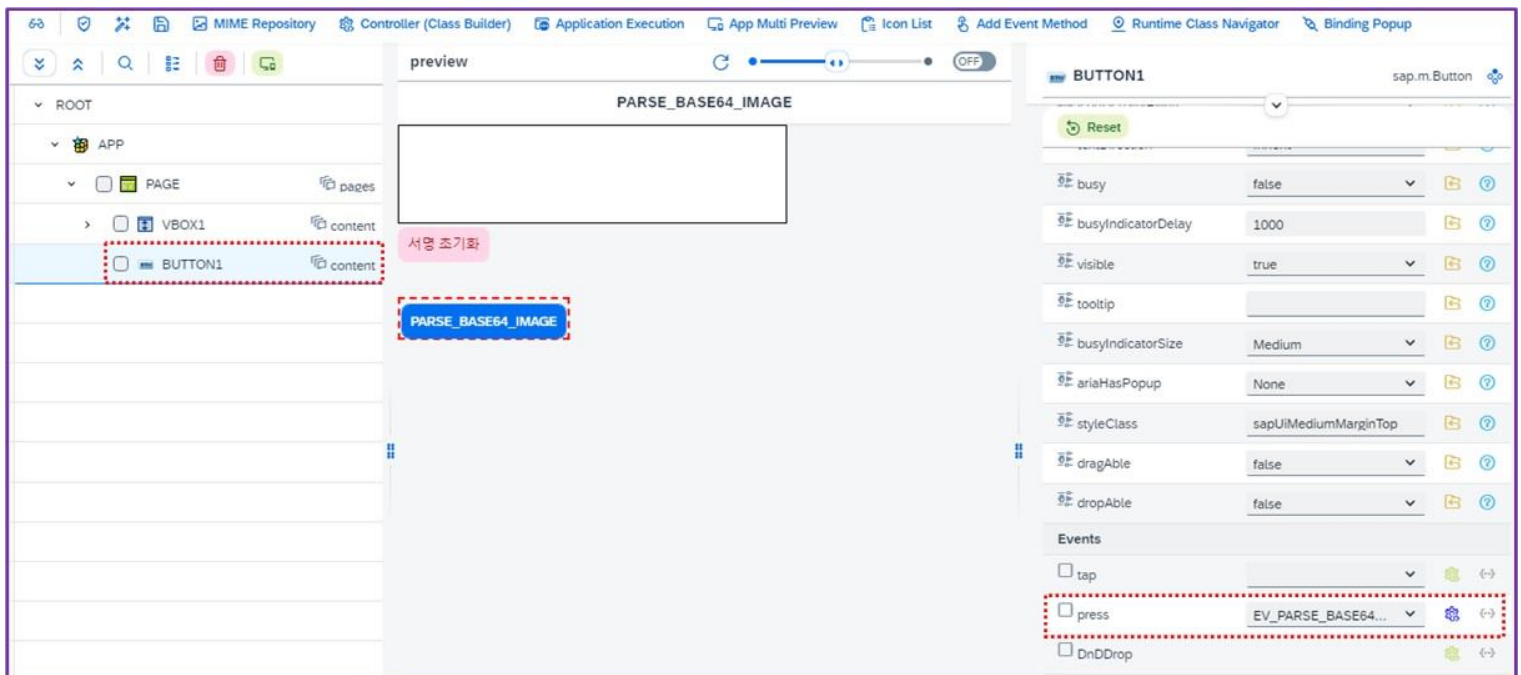 MIME Repository Controller (Class Builder) Application Execution App Multi Preview Icon List Add Event Method Runtime Class Navigator Binding Popup
preview OFF
BUTTON1 sap.m.Button
ROOT
PARSE_BASE64_IMAGE
Reset
APP
PAGE pages
busy false
VBOX1 content
busyIndicatorDelay 1000
서명 초기화
BUTTON1 content
visible true
tooltip
PARSE_BASE64_IMAGE
busyIndicatorSize Medium
ariaHasPopup None
styleClass sapUiMediumMarginTop
dragAble false
dropAble false
Events
tap
press EV_PARSE_BASE64...
DnDDrop